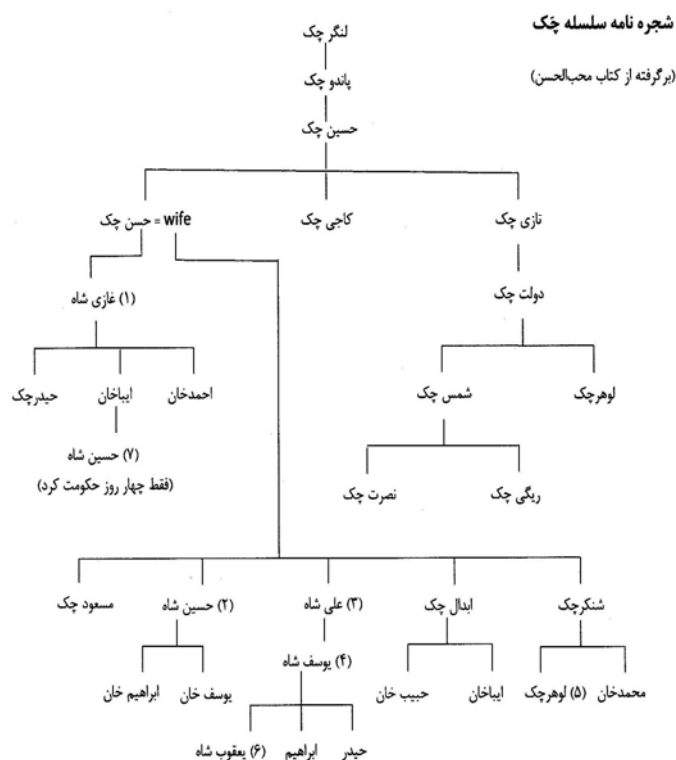 شجره نامه سلسله چَک
(برگرفته از کتاب محب‌الحسن)
لنگر چک
پاندو چک
حسین چک
تازی چک
کاجی چک
حسن چک = wife
دولت چک
(۱) غازی شاه
لوهرچک
شمس چک
احمدخان
ایباخان
حیدرچک
(۷) حسین شاه
(فقط چهار روز حکومت کرد)
ریگی چک
نصرت چک
شنکرچک
ابدال چک
(۳) علی شاه
(۲) حسین شاه
مسعود چک
(۴) یوسف شاه
محمدخان
(۵) لوهرچک
ایباخان
حبیب خان
یوسف خان
ابراهیم خان
حیدر
ابراهیم
(۶) یعقوب شاه